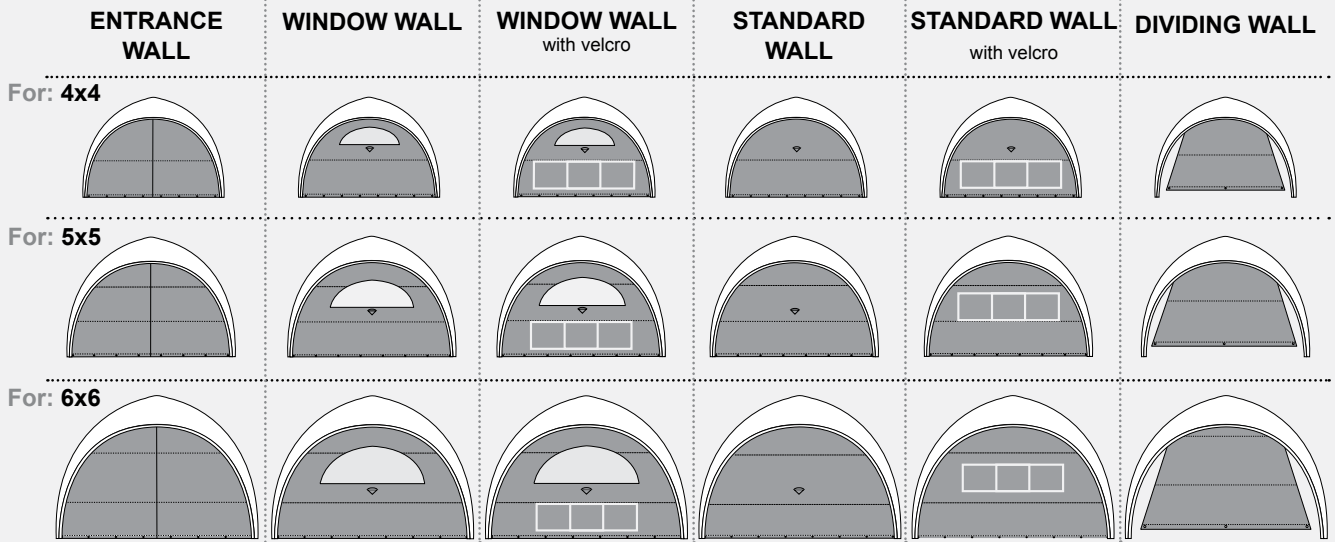 ENTRANCE
WALL
WINDOW WALL
WINDOW WALL
with velcro
STANDARD
WALL
STANDARD WALL
with velcro
DIVIDING WALL
For: 4x4
For: 5x5
For: 6x6